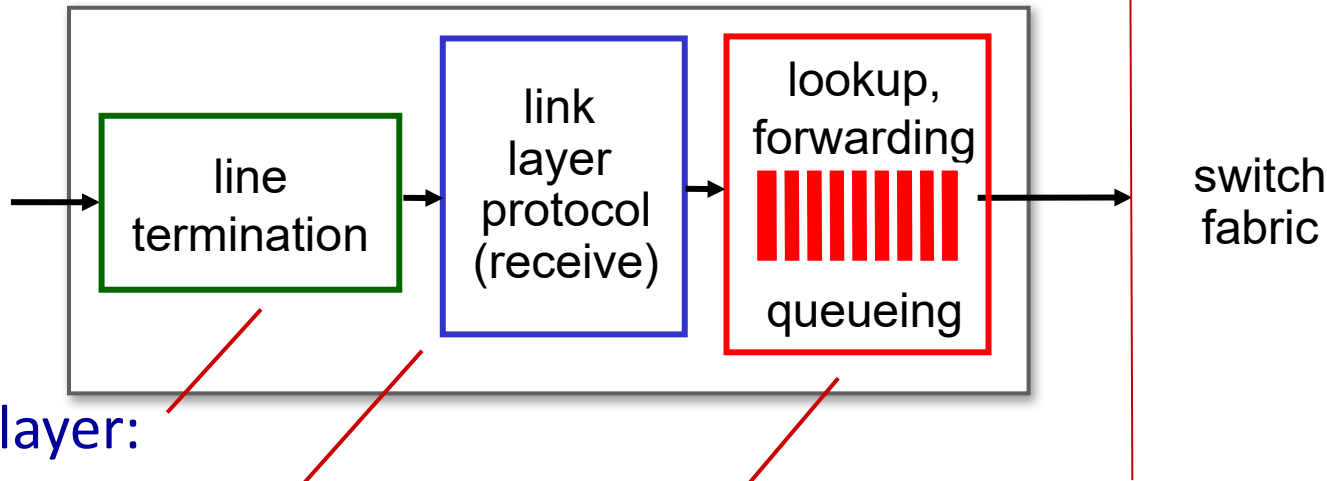 line
termination
link
layer
protocol
(receive)
lookup,
forwarding
queueing
switch
fabric
layer: